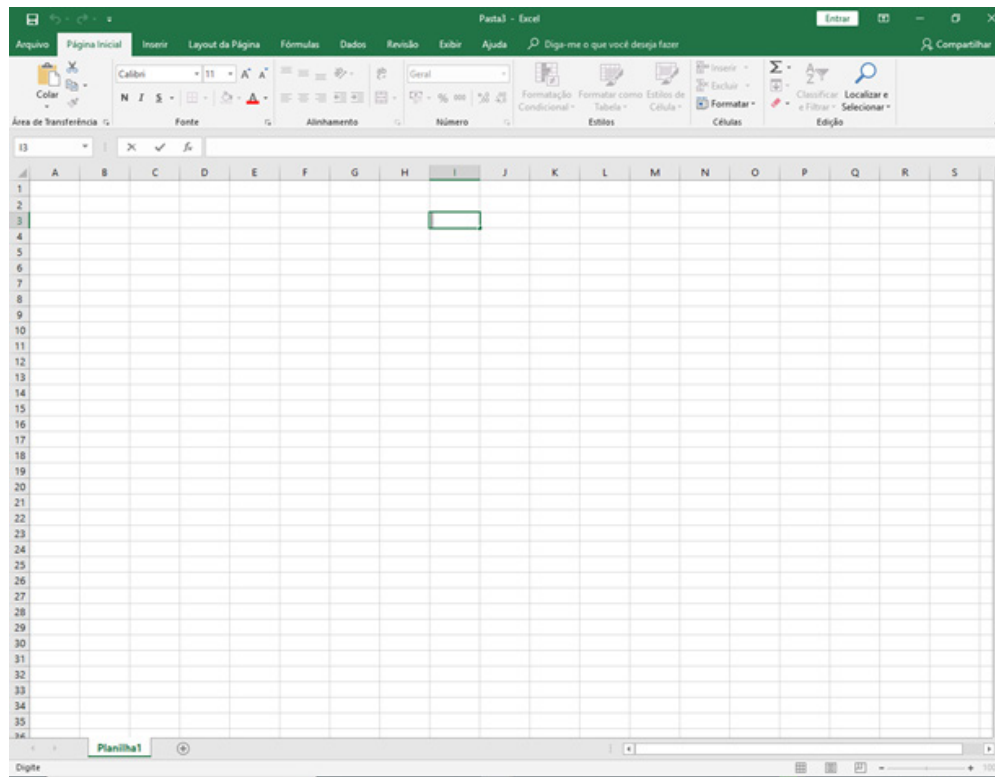 Pasta3 - Excel
Entrar
Arquivo Página Inicial Inserir Layout da Página Fórmulas Dados Revisão Exibir Ajuda Diga-me o que você deseja fazer Compartilhar
Colar
Calibri 11 A A
Geral
Formatação Condicional
Formatar como Tabela
Estilos de Célula
Inserir
Excluir
Formatar
Σ
Classificar e Filtrar
Localizar e Selecionar
N I S A
% 000
Área de Transferência Fonte Alinhamento Número Estilos Células Edição
I3 fx
A B C D E F G H I J K L M N O P Q R S
1
2
3
4
5
6
7
8
9
10
11
12
13
14
15
16
17
18
19
20
21
22
23
24
25
26
27
28
29
30
31
32
33
34
35
36
Planilha1
Digite